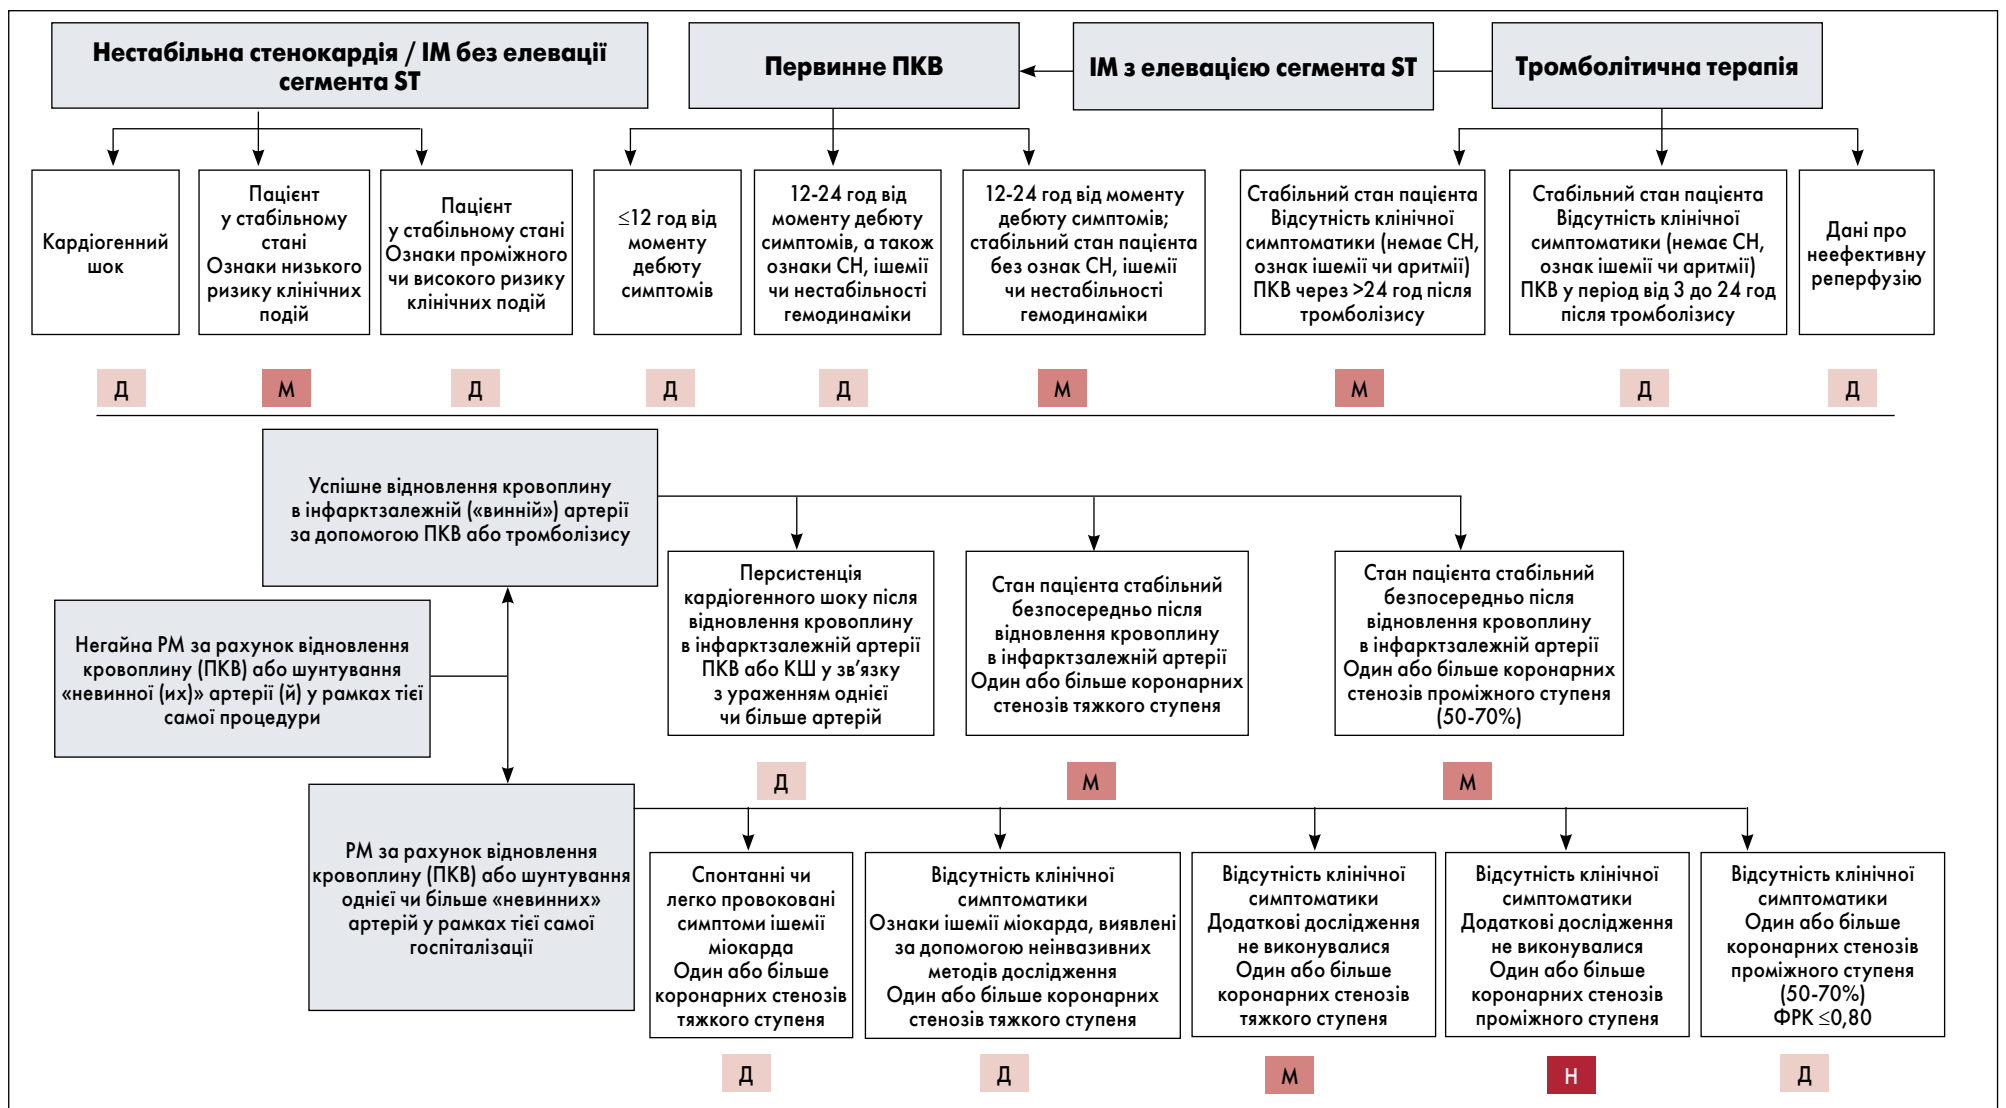 Нестабільна стенокардія / ІМ без елевації
сегмента ST
Первинне ПКВ
ІМ з елевацією сегмента ST
Тромболітична терапія
Кардіогенний
шок
Пацієнт
у стабільному
стані
Ознаки низького
ризику клінічних
подій
Пацієнт
у стабільному стані
Ознаки проміжного
чи високого ризику
клінічних подій
≤12 год від
моменту
дебюту
симптомів
12-24 год від
моменту дебюту
симптомів, а також
ознаки СН, ішемії
чи нестабільності
гемодинаміки
12-24 год від моменту
дебюту симптомів;
стабільний стан пацієнта
без ознак СН, ішемії
чи нестабільності
гемодинаміки
Стабільний стан пацієнта
Відсутність клінічної
симптоматики (немає СН,
ознак ішемії чи аритмії)
ПКВ через >24 год після
тромболізису
Стабільний стан пацієнта
Відсутність клінічної
симптоматики (немає СН,
ознак ішемії чи аритмії)
ПКВ у період від 3 до 24 год
після тромболізису
Дані про
неефективну
реперфузію
Д
М
Д
Д
Д
М
М
Д
Д
Успішне відновлення кровоплину
в інфарктзалежній («винній») артерії
за допомогою ПКВ або тромболізису
Персистенція
кардіогенного шоку після
відновлення кровоплину
в інфарктзалежній артерії
ПКВ або КШ у зв’язку
з ураженням однієї
чи більше артерій
Стан пацієнта стабільний
безпосередньо після
відновлення кровоплину
в інфарктзалежній артерії
Один або більше коронарних
стенозів тяжкого ступеня
Стан пацієнта стабільний
безпосередньо після
відновлення кровоплину
в інфарктзалежній артерії
Один або більше коронарних
стенозів проміжного ступеня
(50-70%)
Негайна РМ за рахунок відновлення
кровоплину (ПКВ) або шунтування
«невинної (их)» артерії (й) у рамках тієї
самої процедури
Д
М
М
РМ за рахунок відновлення
кровоплину (ПКВ) або шунтування
однієї чи більше «невинних»
артерій у рамках тієї самої
госпіталізації
Спонтанні чи
легко провоковані
симптоми ішемії
міокарда
Один або більше
коронарних стенозів
тяжкого ступеня
Відсутність клінічної
симптоматики
Ознаки ішемії міокарда, виявлені
за допомогою неінвазивних
методів дослідження
Один або більше коронарних
стенозів тяжкого ступеня
Відсутність клінічної
симптоматики
Додаткові дослідження
не виконувалися
Один або більше
коронарних стенозів
тяжкого ступеня
Відсутність клінічної
симптоматики
Додаткові дослідження
не виконувалися
Один або більше
коронарних стенозів
проміжного ступеня
Відсутність клінічної
симптоматики
Один або більше
коронарних стенозів
проміжного ступеня
(50-70%)
ФРК ≤0,80
Д
Д
М
Н
Д